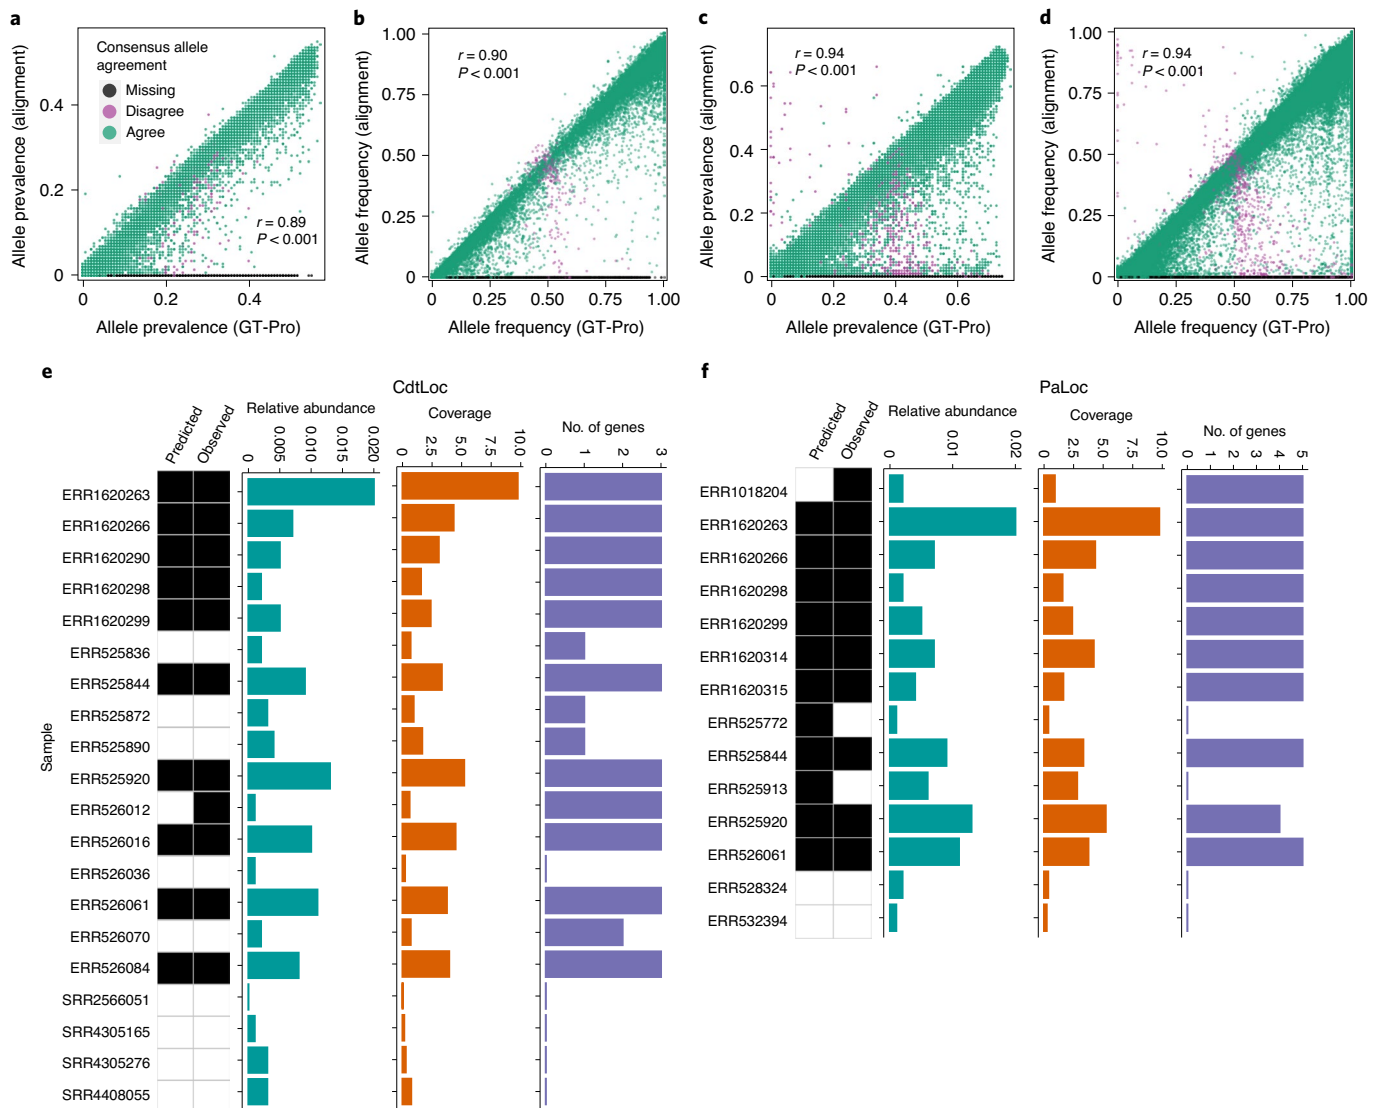 a
Consensus allele
agreement
Missing
Disagree
Agree
r = 0.89
P < 0.001
Allele prevalence (alignment)
0.4
0.2
0
0
0.2
0.4
Allele prevalence (GT-Pro)
b
r = 0.90
P < 0.001
Allele frequency (alignment)
1.00
0.75
0.50
0.25
0
0
0.25
0.50
0.75
1.00
Allele frequency (GT-Pro)
c
r = 0.94
P < 0.001
Allele prevalence (alignment)
0.6
0.4
0.2
0
0
0.2
0.4
0.6
Allele prevalence (GT-Pro)
d
r = 0.94
P < 0.001
Allele frequency (alignment)
1.00
0.75
0.50
0.25
0
0
0.25
0.50
0.75
1.00
Allele frequency (GT-Pro)
e
CdtLoc
Predicted
Observed
Relative abundance
0
0.005
0.010
0.015
0.020
Coverage
0
2.5
5.0
7.5
10.0
No. of genes
0
1
2
3
Sample
ERR1620263
ERR1620266
ERR1620290
ERR1620298
ERR1620299
ERR525836
ERR525844
ERR525872
ERR525890
ERR525920
ERR526012
ERR526016
ERR526036
ERR526061
ERR526070
ERR526084
SRR2566051
SRR4305165
SRR4305276
SRR4408055
f
PaLoc
Predicted
Observed
Relative abundance
0
0.01
0.02
Coverage
0
2.5
5.0
7.5
10.0
No. of genes
0
1
2
3
4
5
ERR1018204
ERR1620263
ERR1620266
ERR1620298
ERR1620299
ERR1620314
ERR1620315
ERR525772
ERR525844
ERR525913
ERR525920
ERR526061
ERR528324
ERR532394